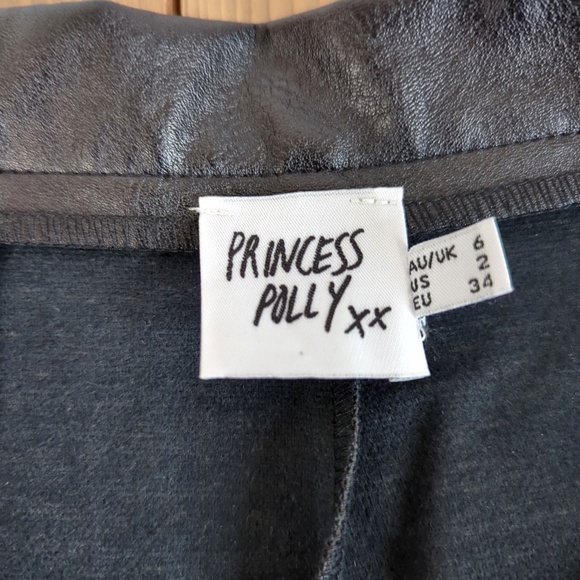 PRINCESS
POLLY xx
AU/UK 6
US 2
EU 34